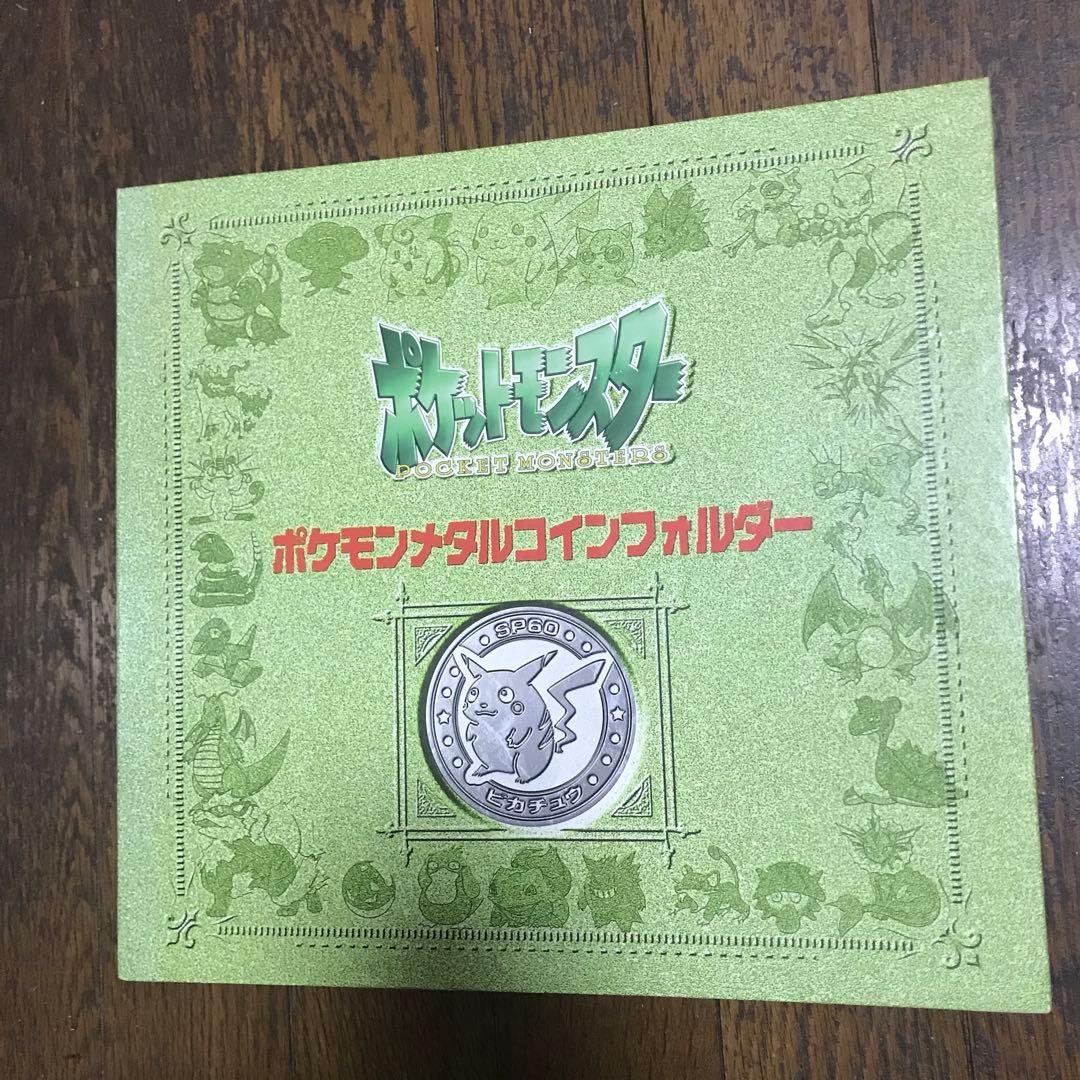 ポケットモンスター
POCKET MONSTERS
ポケモンメタルコインフォルダー
SP60
ピカチュウ